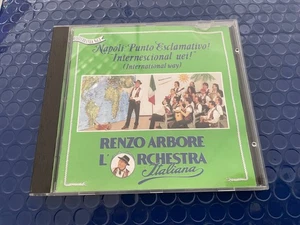 "Napoli 'Punto Esclamativo!
Internescional uei!"
(International way)
RENZO ARBORE
L'ORCHESTRA
Italiana